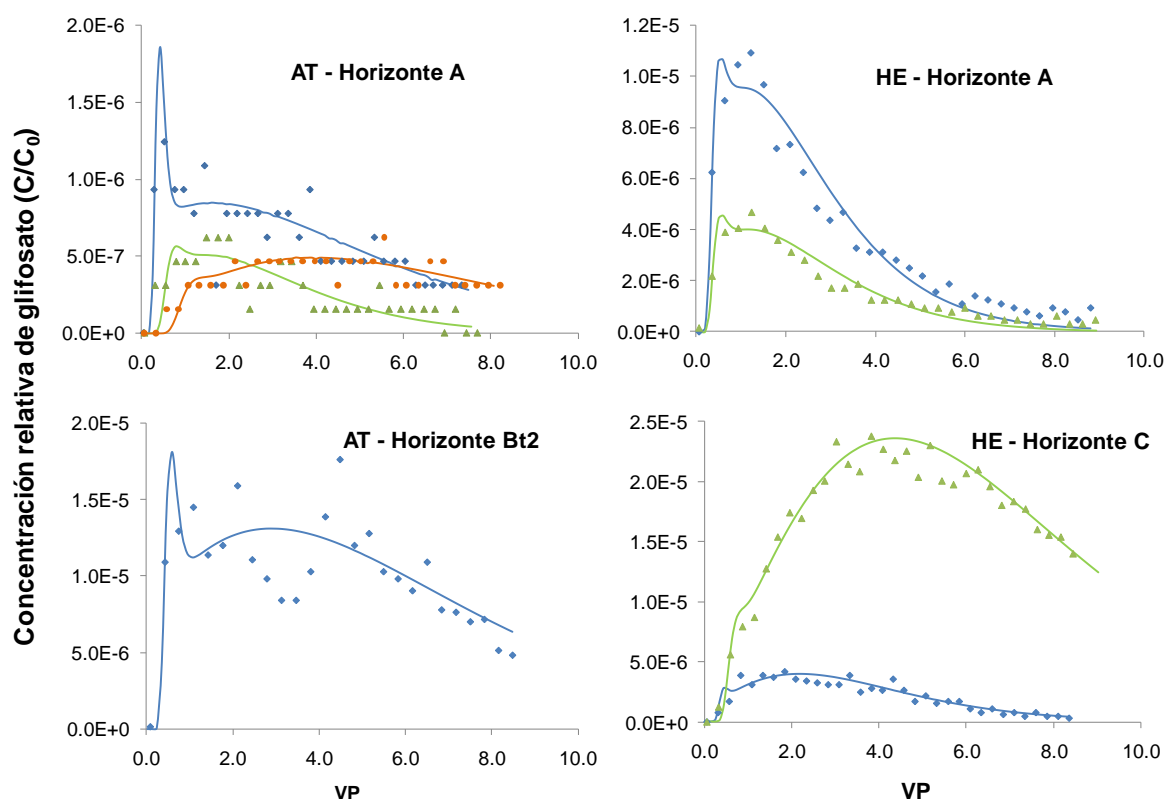 Concentración relativa de glifosato (C/C0)
AT - Horizonte A
2.0E-6
1.5E-6
1.0E-6
5.0E-7
0.0E+0
0.0 2.0 4.0 6.0 8.0 10.0
HE - Horizonte A
1.2E-5
1.0E-5
8.0E-6
6.0E-6
4.0E-6
2.0E-6
0.0E+0
0.0 2.0 4.0 6.0 8.0 10.0
AT - Horizonte Bt2
2.0E-5
1.5E-5
1.0E-5
5.0E-6
0.0E+0
0.0 2.0 4.0 6.0 8.0 10.0
VP
HE - Horizonte C
2.5E-5
2.0E-5
1.5E-5
1.0E-5
5.0E-6
0.0E+0
0.0 2.0 4.0 6.0 8.0 10.0
VP